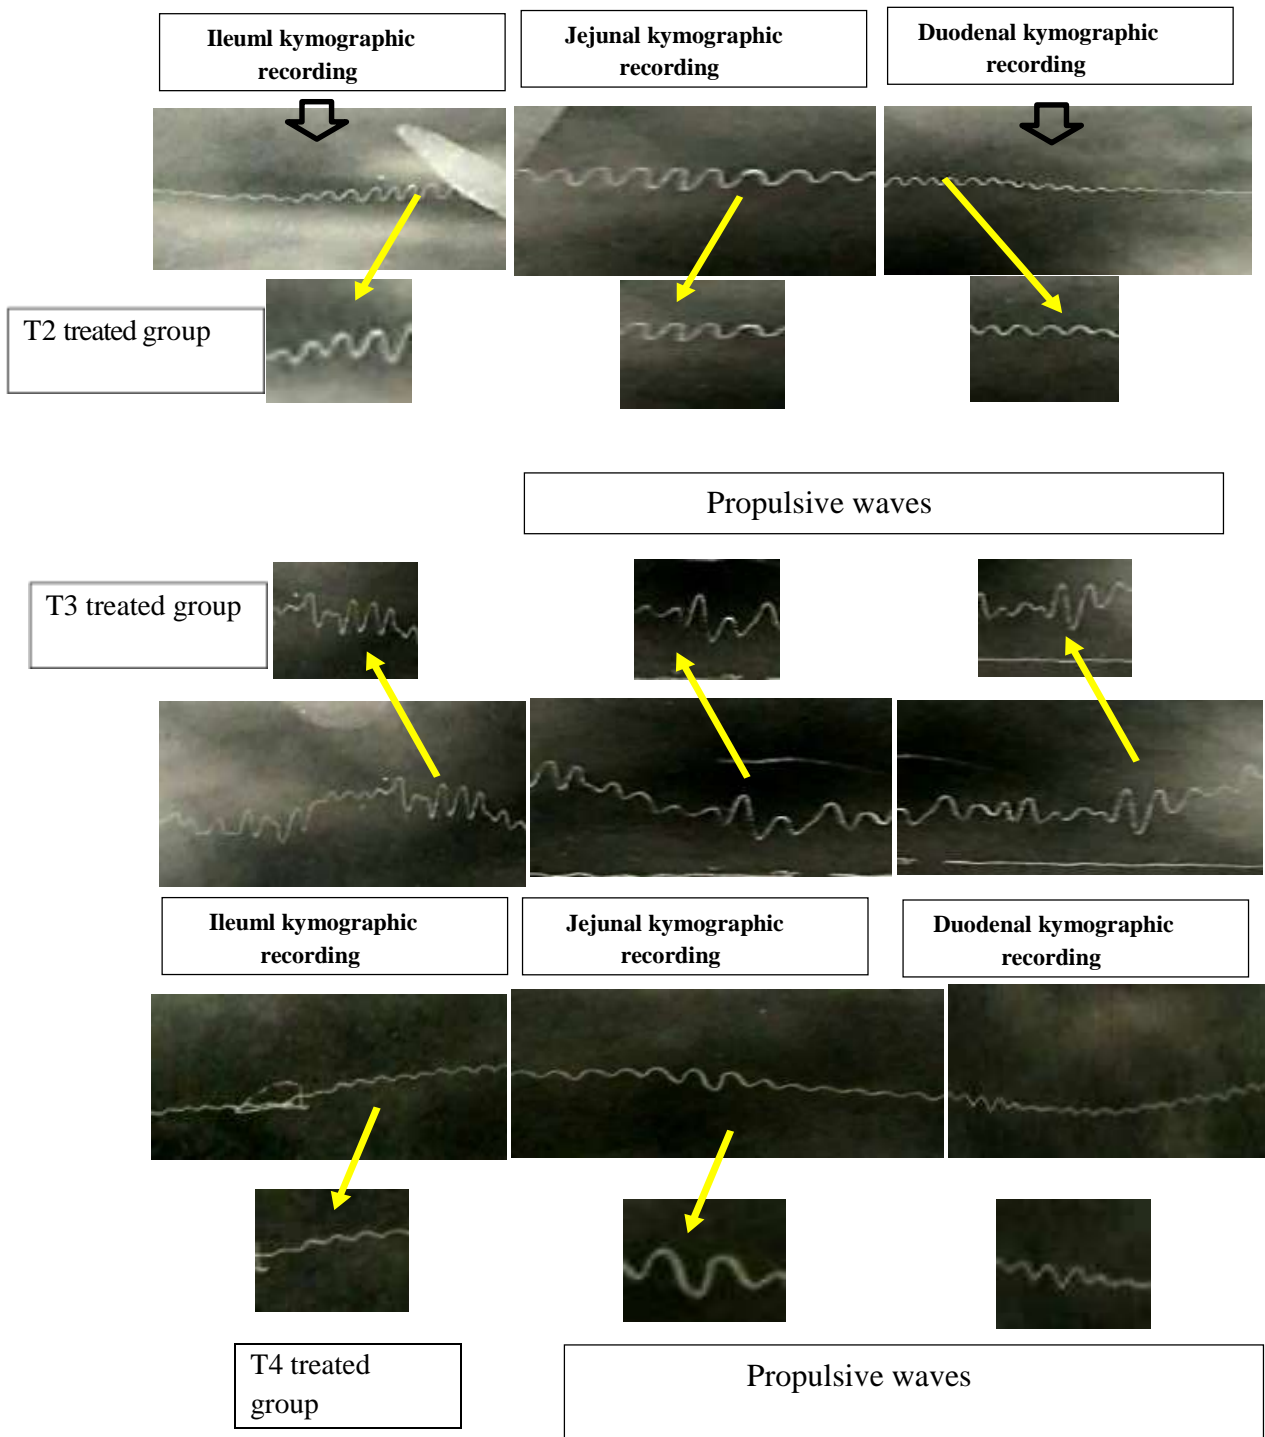 Ileuml kymographic
recording
Jejunal kymographic
recording
Duodenal kymographic
recording
T2 treated group
Propulsive waves
T3 treated group
Ileuml kymographic
recording
Jejunal kymographic
recording
Duodenal kymographic
recording
T4 treated
group
Propulsive waves